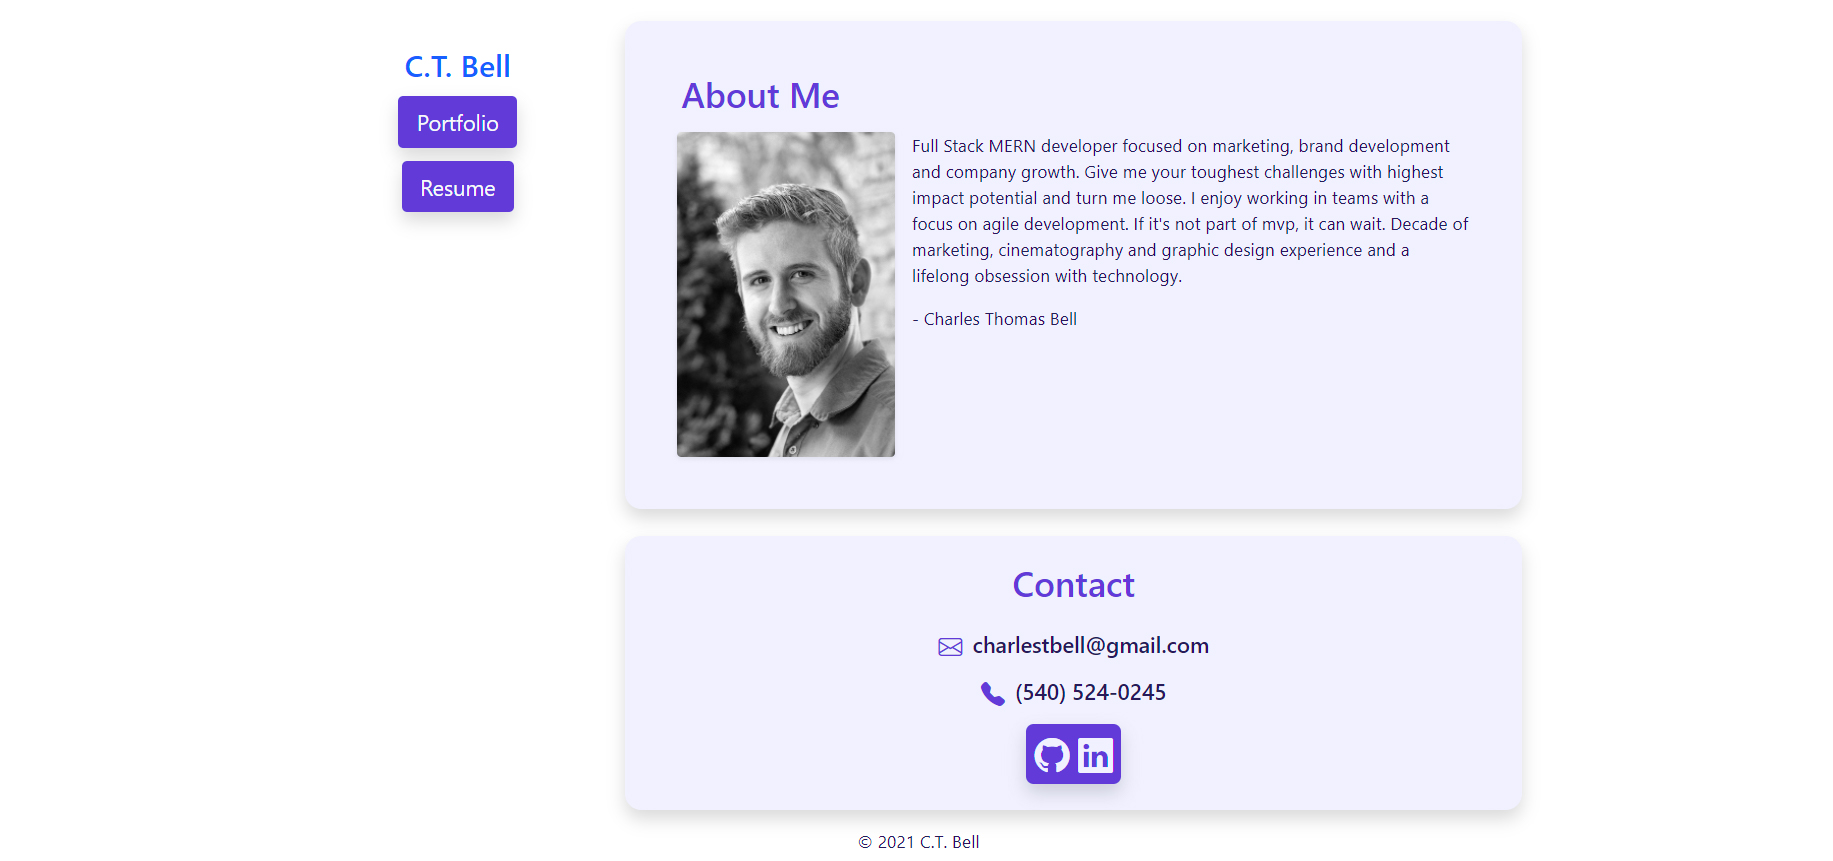 C.T. Bell
Portfolio
Resume
About Me
Full Stack MERN developer focused on marketing, brand development
and company growth. Give me your toughest challenges with highest
impact potential and turn me loose. I enjoy working in teams with a
focus on agile development. If it's not part of mvp, it can wait. Decade of
marketing, cinematography and graphic design experience and a
lifelong obsession with technology.
- Charles Thomas Bell
Contact
charlestbell@gmail.com
(540) 524-0245
in
© 2021 C.T. Bell